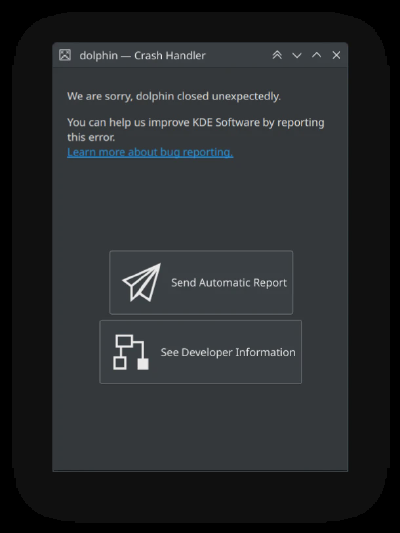 dolphin — Crash Handler
We are sorry, dolphin closed unexpectedly.
You can help us improve KDE Software by reporting
this error.
Learn more about bug reporting.
Send Automatic Report
See Developer Information